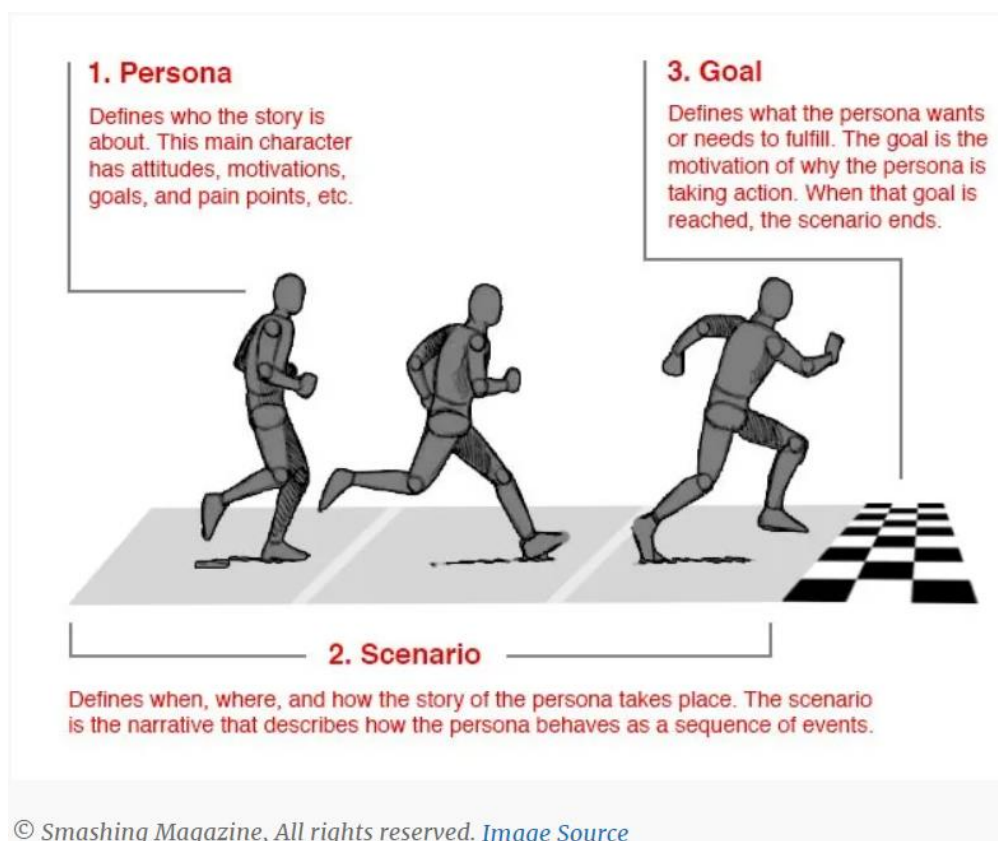 1. Persona
Defines who the story is
about. This main character
has attitudes, motivations,
goals, and pain points, etc.
3. Goal
Defines what the persona wants
or needs to fulfill. The goal is the
motivation of why the persona is
taking action. When that goal is
reached, the scenario ends.
2. Scenario
Defines when, where, and how the story of the persona takes place. The scenario
is the narrative that describes how the persona behaves as a sequence of events.
© Smashing Magazine, All rights reserved. Image Source